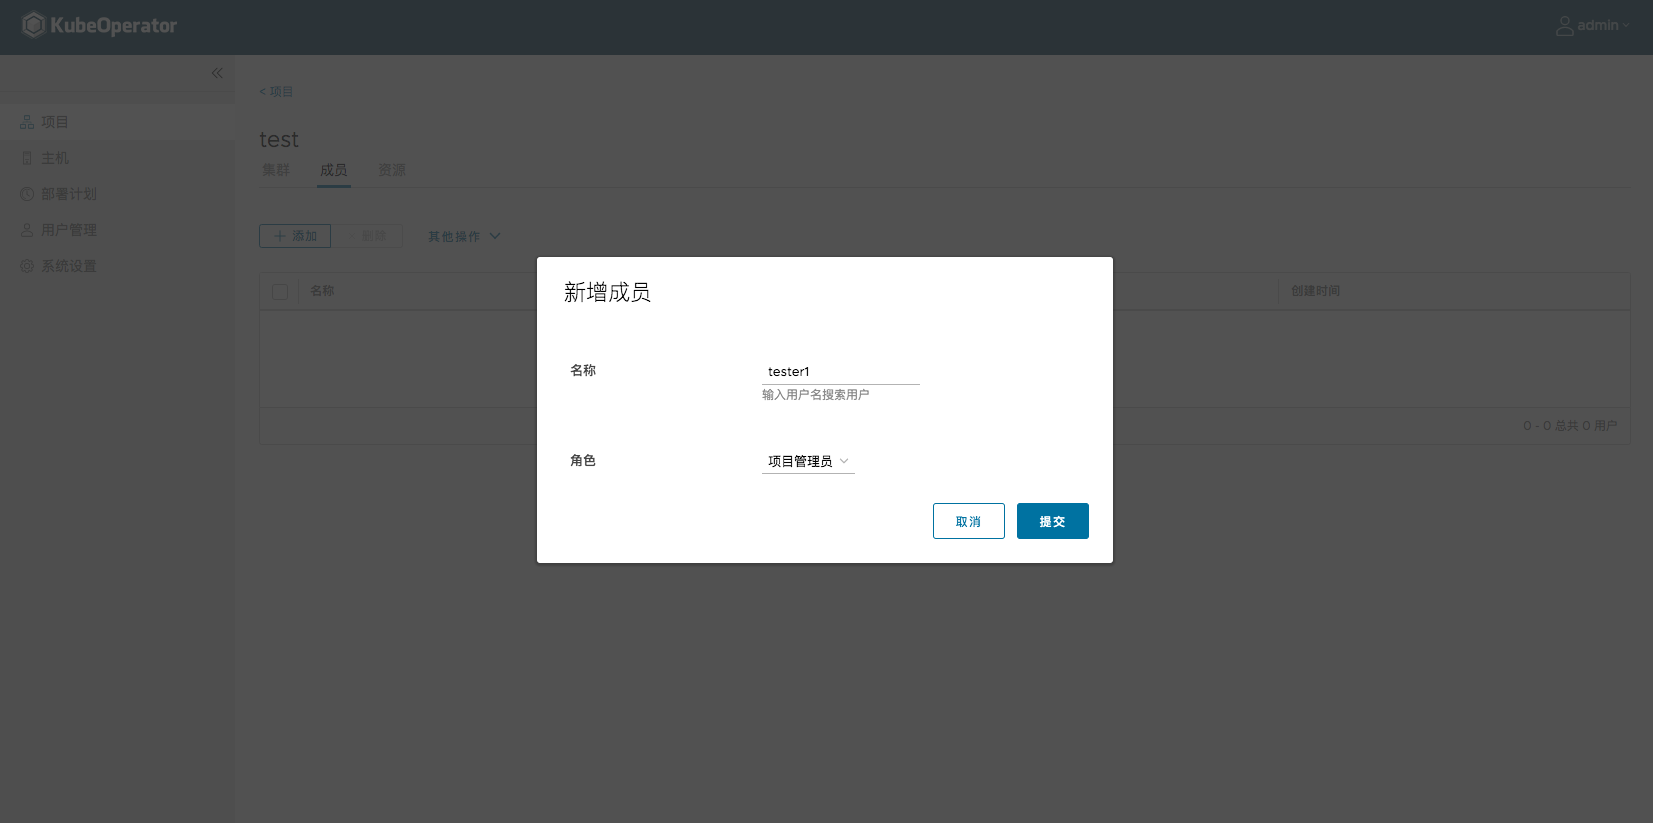 KubeOperator
admin
< 项目
项目
主机
部署计划
用户管理
系统设置
test
集群 成员 资源
添加 删除 其他操作
名称 创建时间
0 - 0 总共 0 用户
新增成员
名称 tester1
输入用户名搜索用户
角色 项目管理员
取消 提交